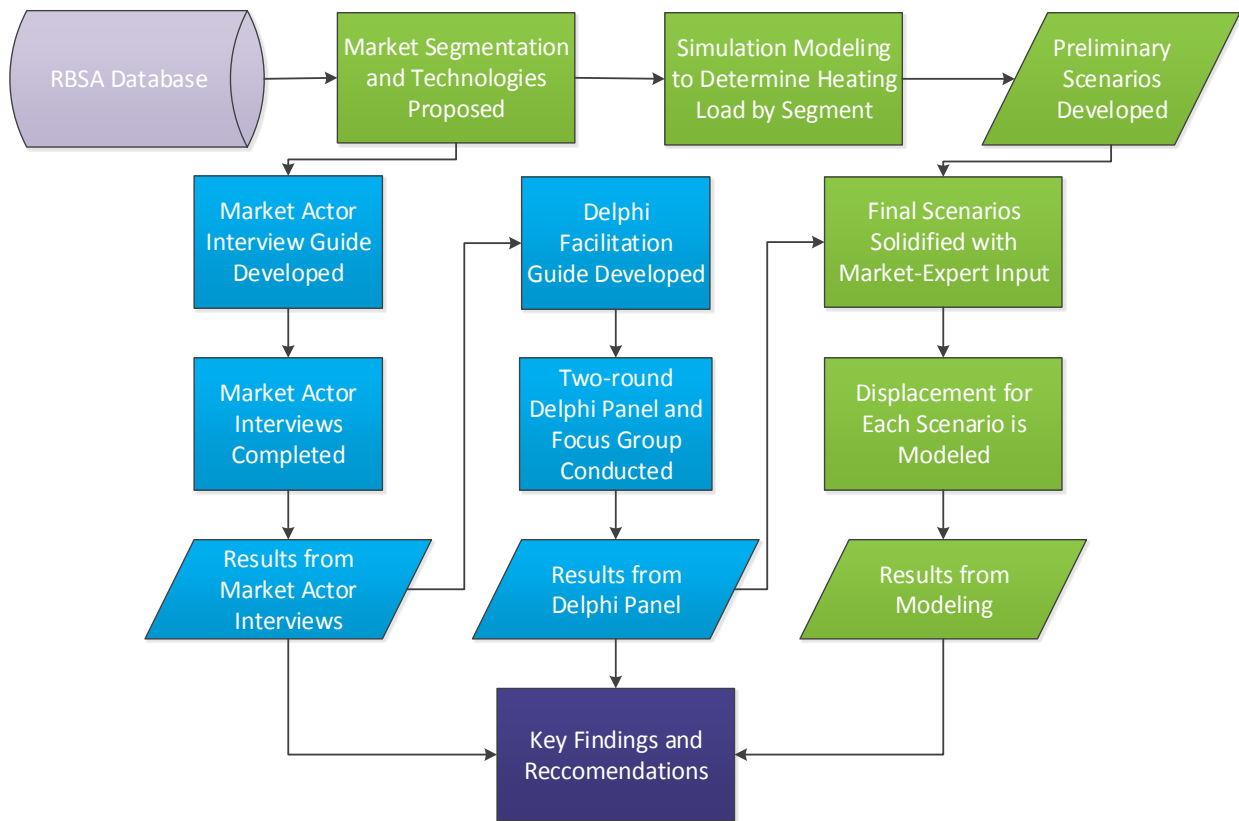 RBSA Database
Market Segmentation
and Technologies
Proposed
Simulation Modeling
to Determine Heating
Load by Segment
Preliminary
Scenarios
Developed
Market Actor
Interview Guide
Developed
Delphi
Facilitation
Guide Developed
Final Scenarios
Solidified with
Market-Expert Input
Market Actor
Interviews
Completed
Two-round
Delphi Panel and
Focus Group
Conducted
Displacement for
Each Scenario is
Modeled
Results from
Market Actor
Interviews
Results from
Delphi Panel
Results from
Modeling
Key Findings and
Reccomendations